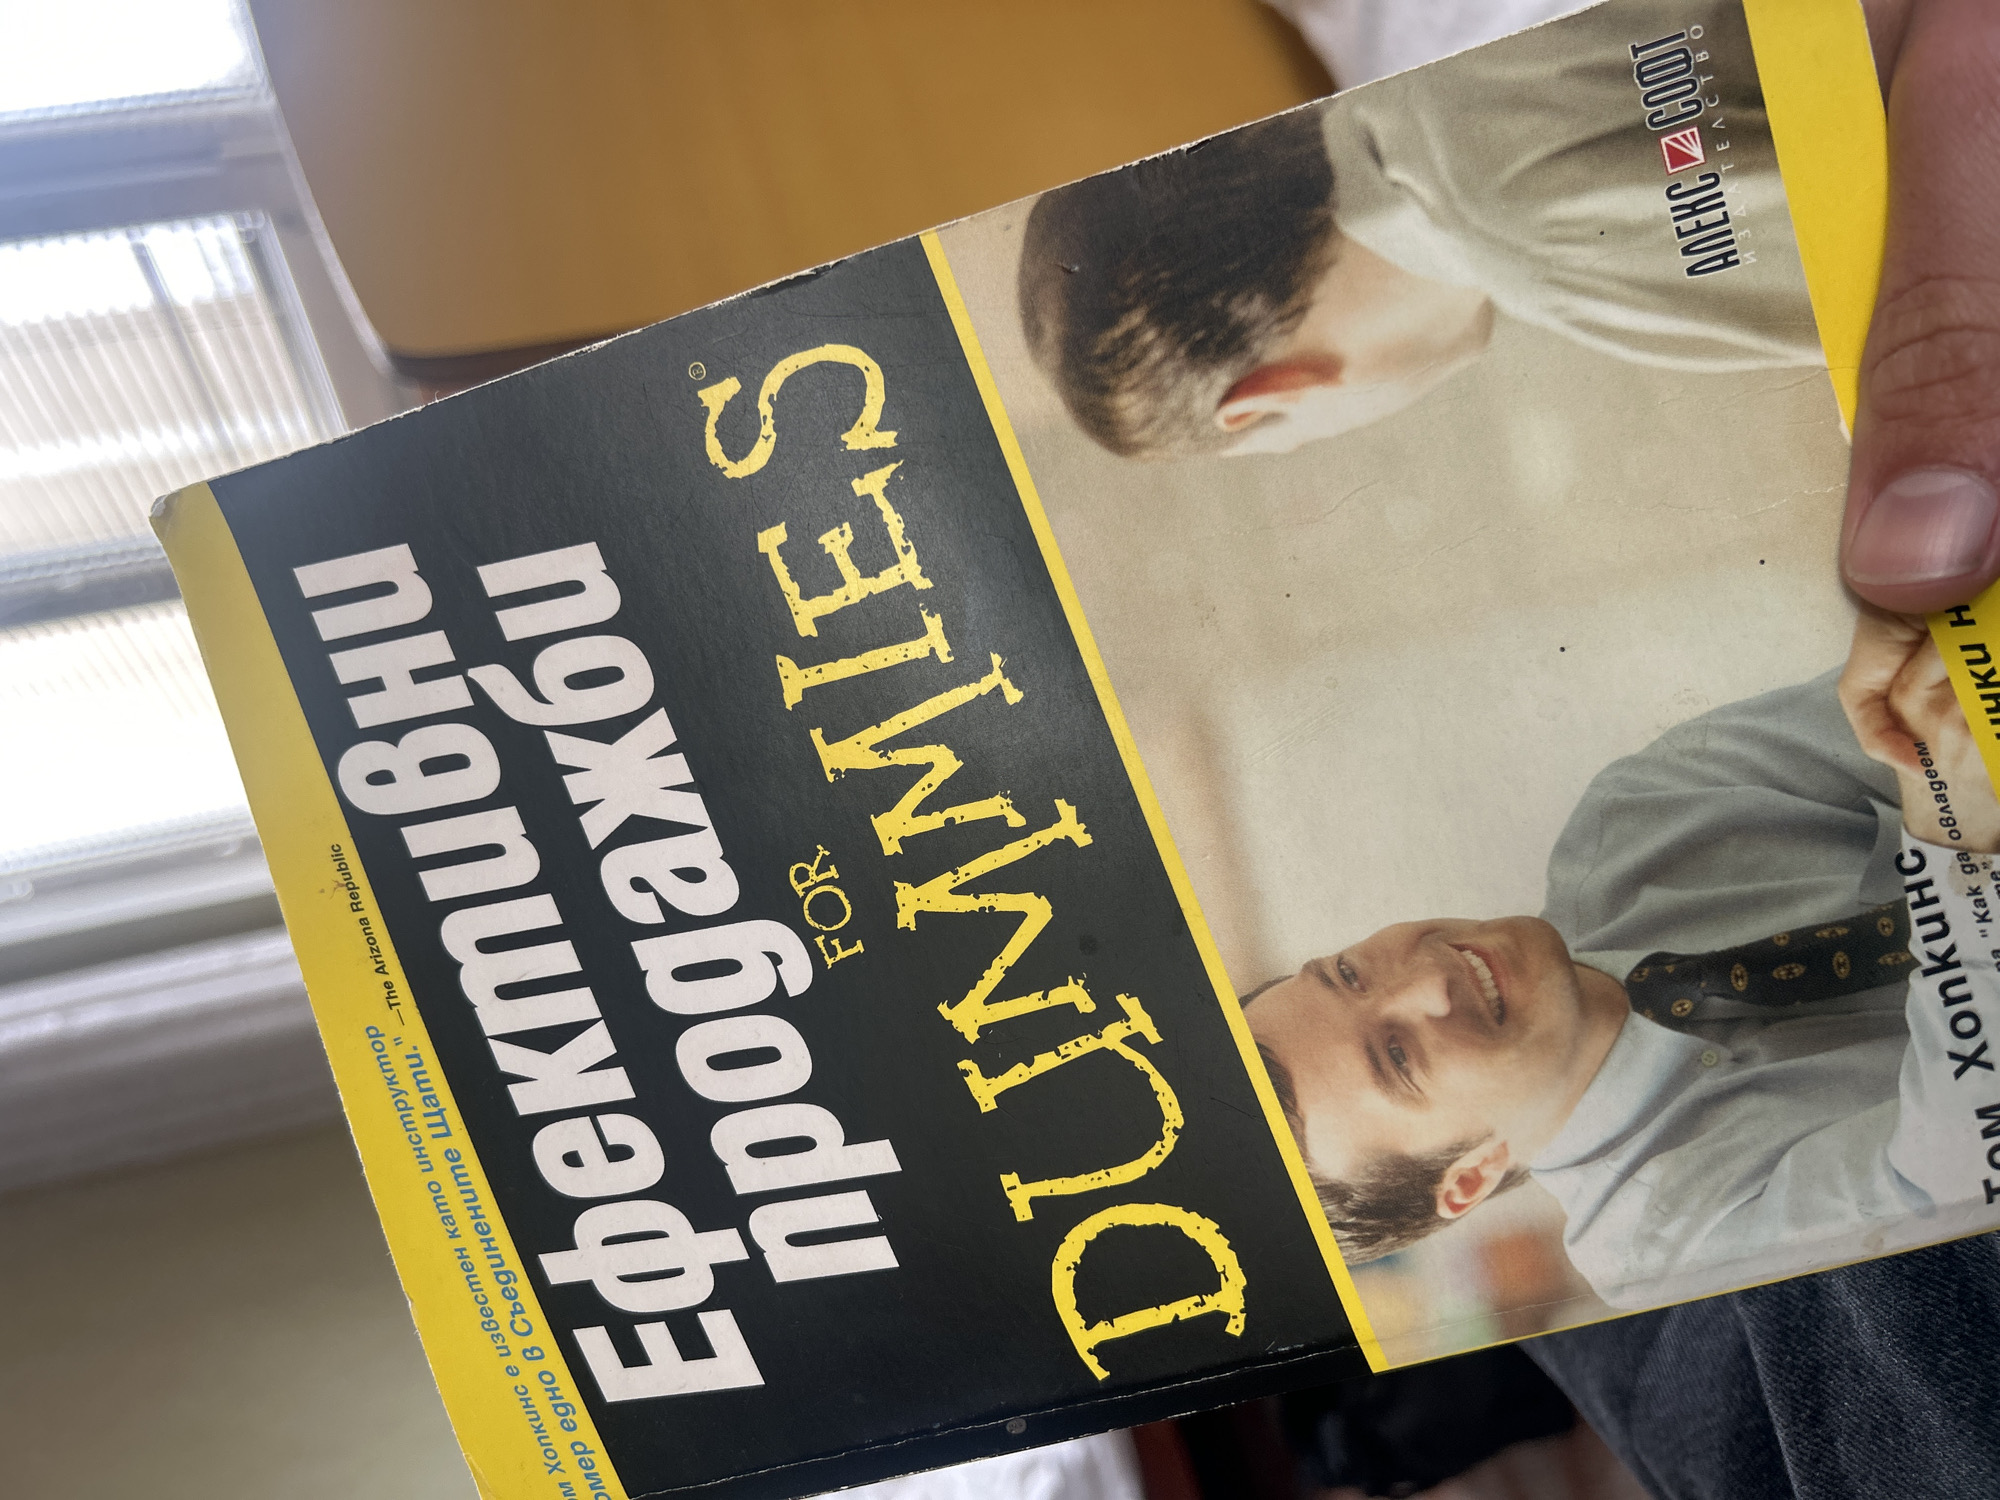 Хопкинс е известен като инструктор
едно в Съединените Щати." —The Arizona Republic
Ефективни
продажби
FOR
DUMMIES®
АЛЕКС СОФТ
ИЗДАТЕЛСТВО
Том Хопкинс
"Как да овладеем